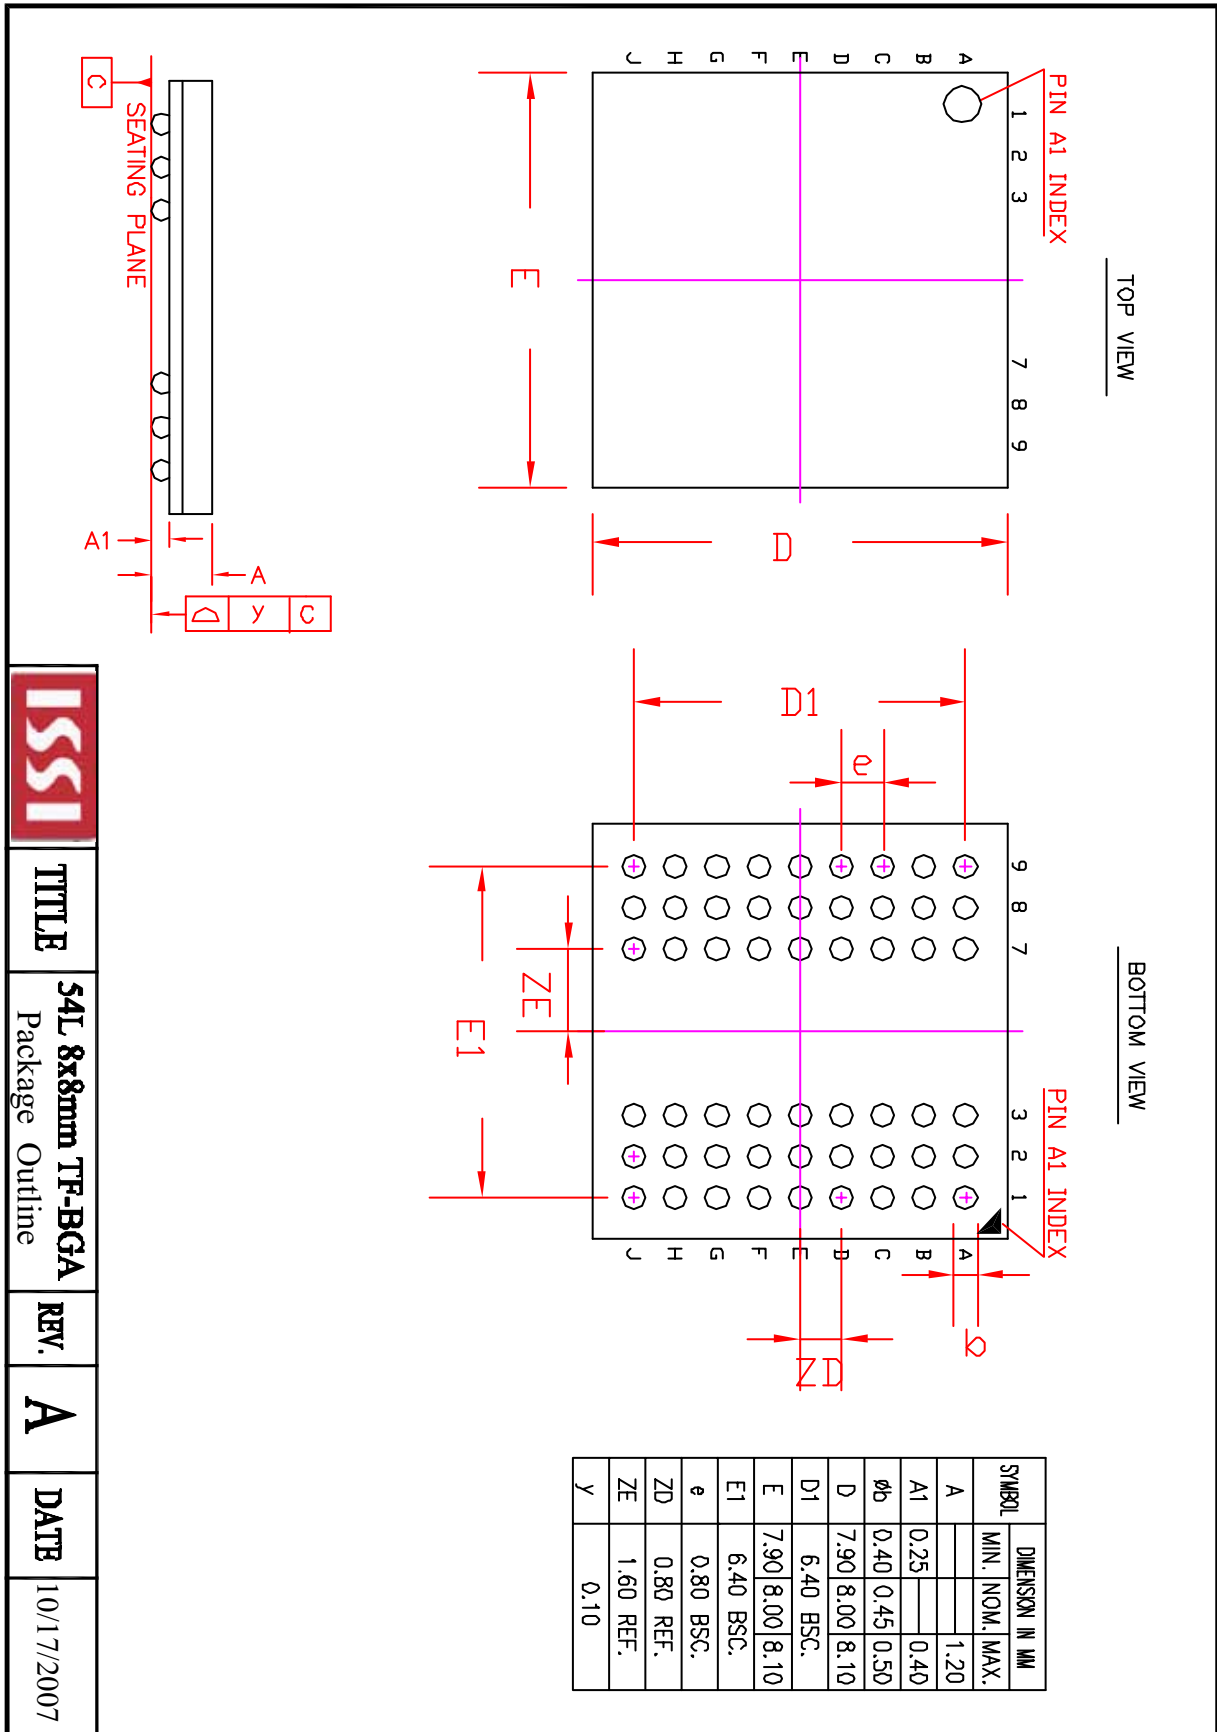 TOP VIEW
PIN A1 INDEX
1 2 3 7 8 9
A
B
C
D
E
F
G
H
J
D
E
SEATING PLANE
C
A1
A
y C
BOTTOM VIEW
PIN A1 INDEX
9 8 7 3 2 1
A
B
C
D
E
F
G
H
J
D1
e
ZE
E1
b
ZD
SYMBOL DIMENSION IN MM
MIN. NOM. MAX.
A 1.20
A1 0.25 0.40
Øb 0.40 0.45 0.50
D 7.90 8.00 8.10
D1 6.40 BSC.
E 7.90 8.00 8.10
E1 6.40 BSC.
e 0.80 BSC.
ZD 0.80 REF.
ZE 1.60 REF.
y 0.10
ISSI
TITLE
54L 8x8mm TF-BGA
Package Outline
REV.
A
DATE
10/17/2007